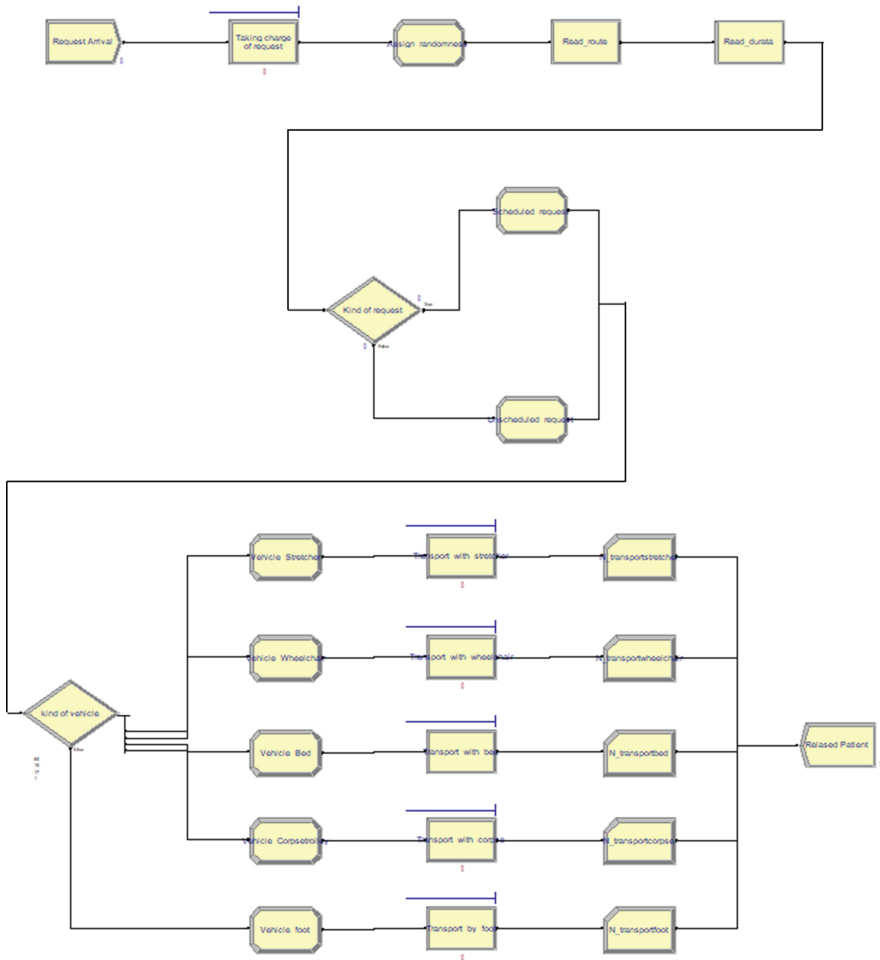 Request Arrival
Taking charge
of request
Assign randomness
Read_route
Read_durata
Scheduled request
Kind of request
True
False
Unscheduled request
Vehicle Stretcher
Transport with stretcher
N_transportstretcher
Vehicle Wheelchair
Transport with wheelchair
N_transportwheelchair
kind of vehicle
Else
Vehicle Bed
Transport with bed
N_transportbed
Relased Patient
Vehicle Corpsetrolley
Transport with corpse
N_transportcorpse
Vehicle foot
Transport by foot
N_transportfoot